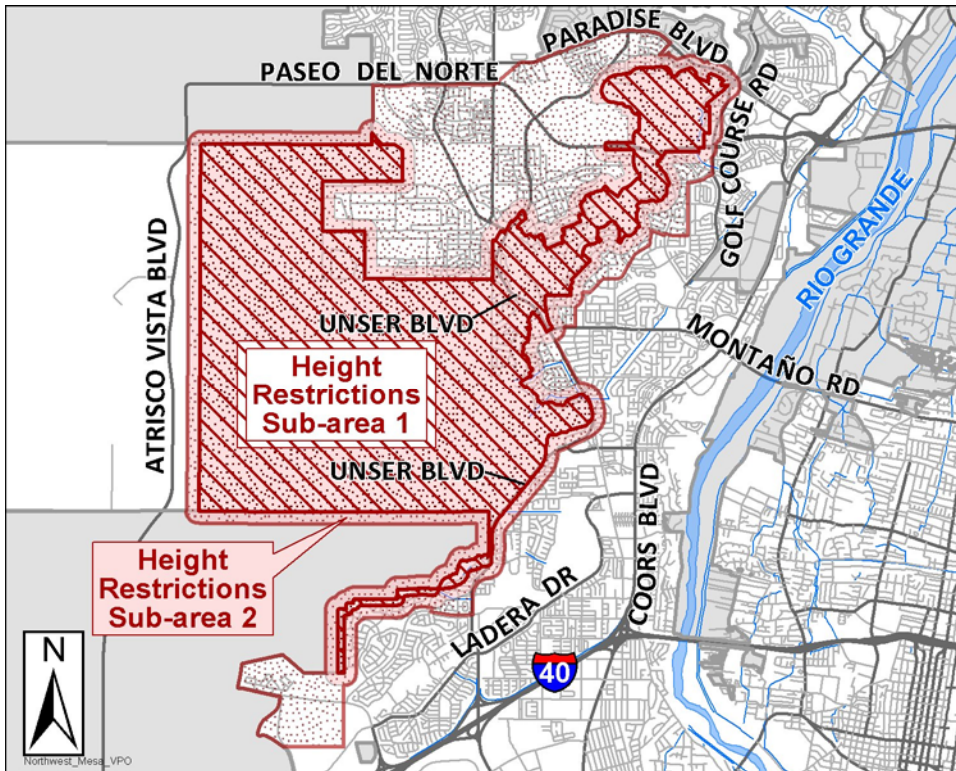 PARADISE BLVD
PASEO DEL NORTE
GOLF COURSE RD
RIO GRANDE
ATRISCO VISTA BLVD
UNSER BLVD
MONTAÑO RD
Height
Restrictions
Sub-area 1
UNSER BLVD
COORS BLVD
Height
Restrictions
Sub-area 2
LADERA DR
40
N
Northwest_Mesa_VPO